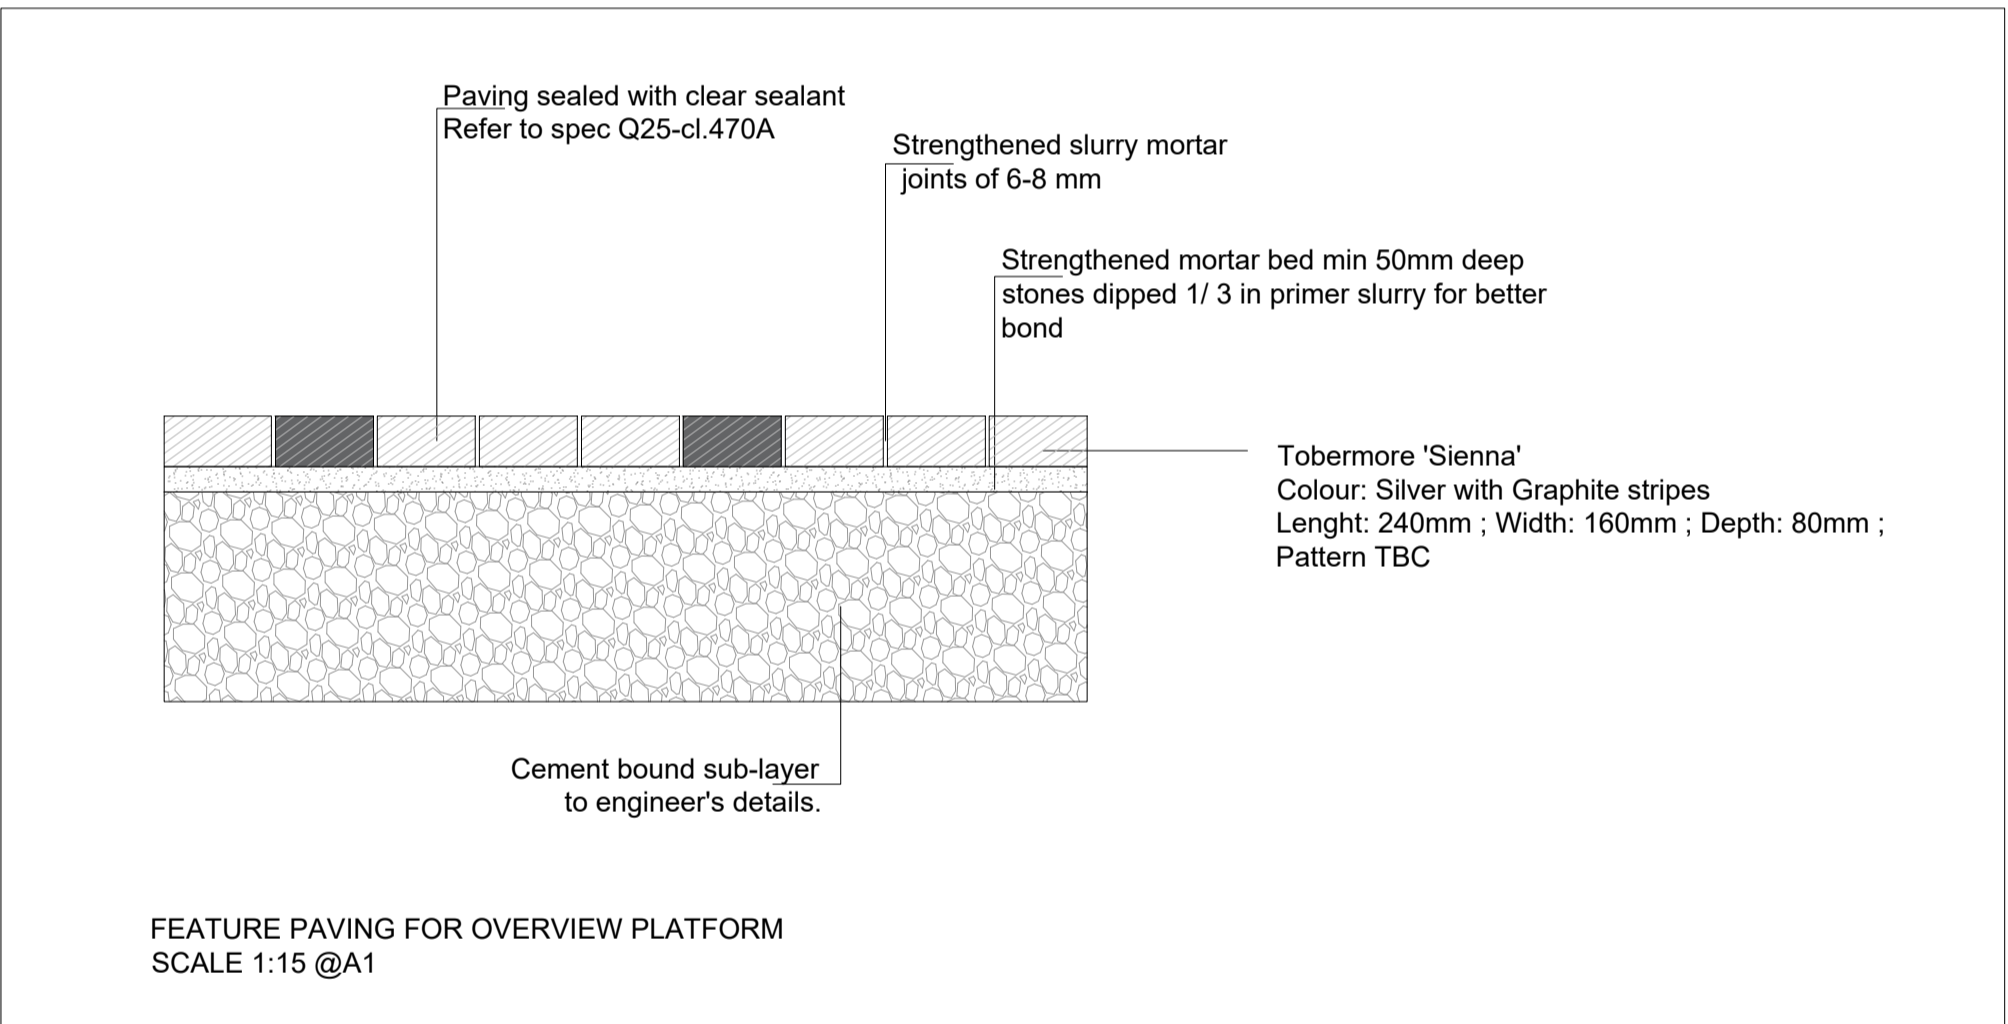 Paving sealed with clear sealant
Refer to spec Q25-cl.470A
Strengthened slurry mortar
joints of 6-8 mm
Strengthened mortar bed min 50mm deep
stones dipped 1/ 3 in primer slurry for better
bond
Tobermore 'Sienna'
Colour: Silver with Graphite stripes
Lenght: 240mm ; Width: 160mm ; Depth: 80mm ;
Pattern TBC
Cement bound sub-layer
to engineer's details.
FEATURE PAVING FOR OVERVIEW PLATFORM
SCALE 1:15 @A1